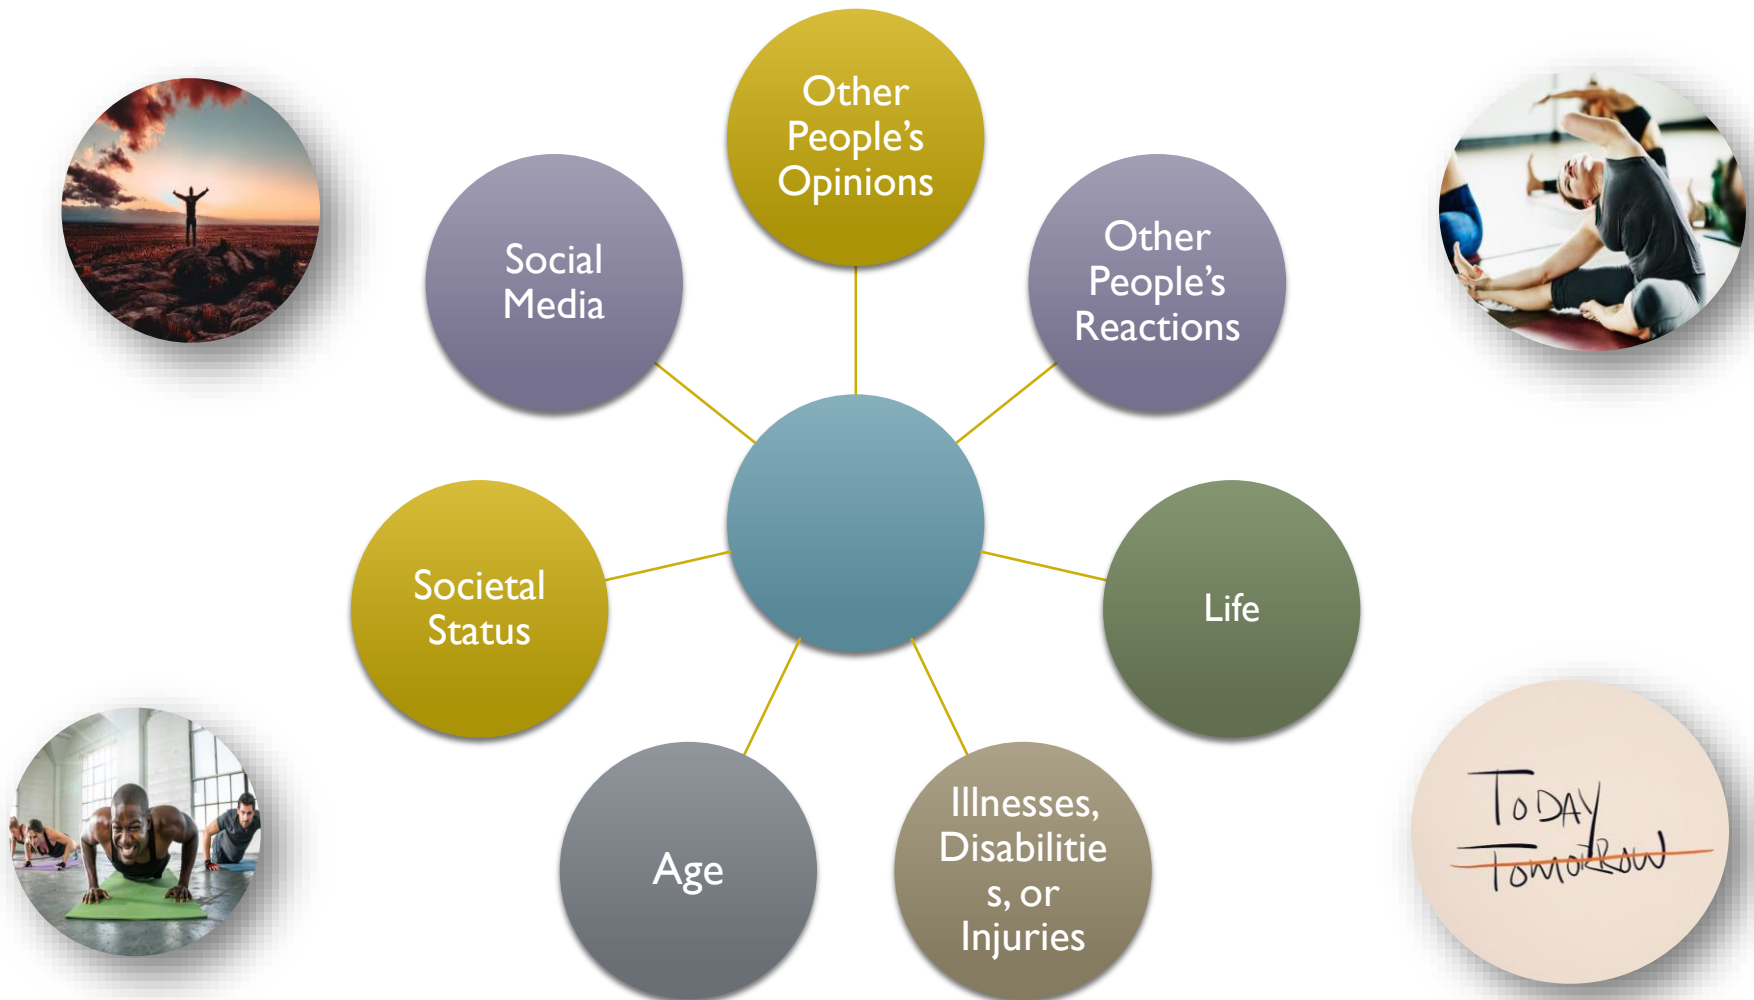 Other
People’s
Opinions
Other
People’s
Reactions
Life
Illnesses,
Disabilitie
s, or
Injuries
Age
Societal
Status
Social
Media
TODAY
TOMORROW